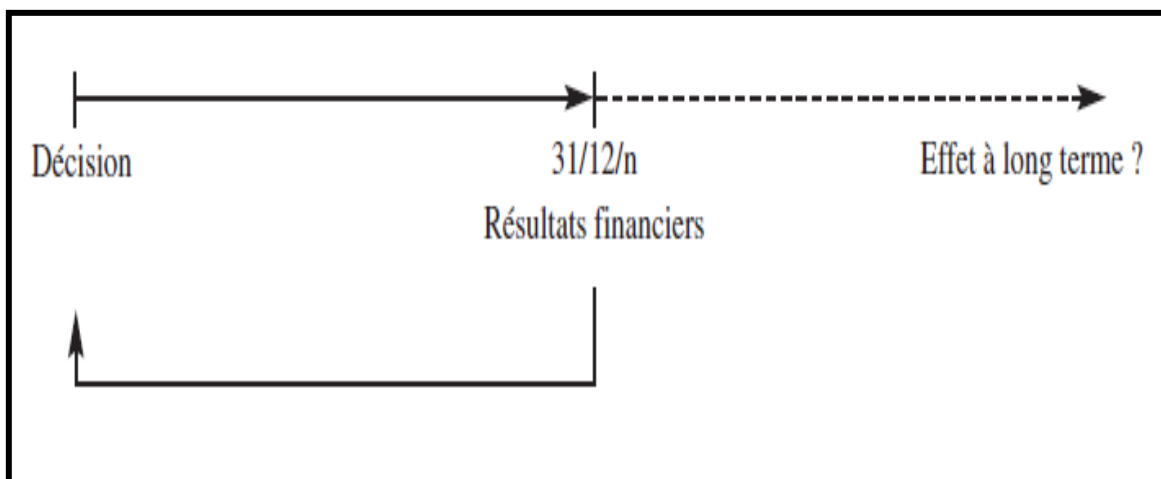 Décision
31/12/n
Effet à long terme ?
Résultats financiers